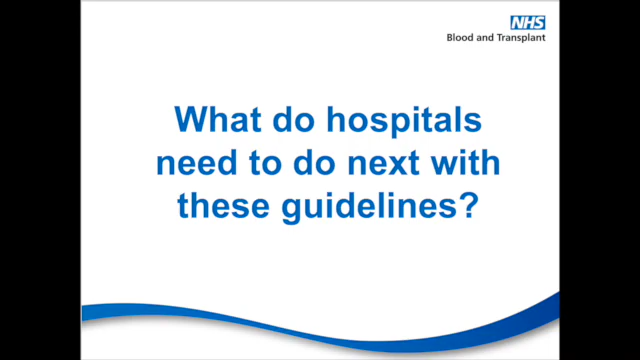 NHS
Blood and Transplant
What do hospitals
need to do next with
these guidelines?